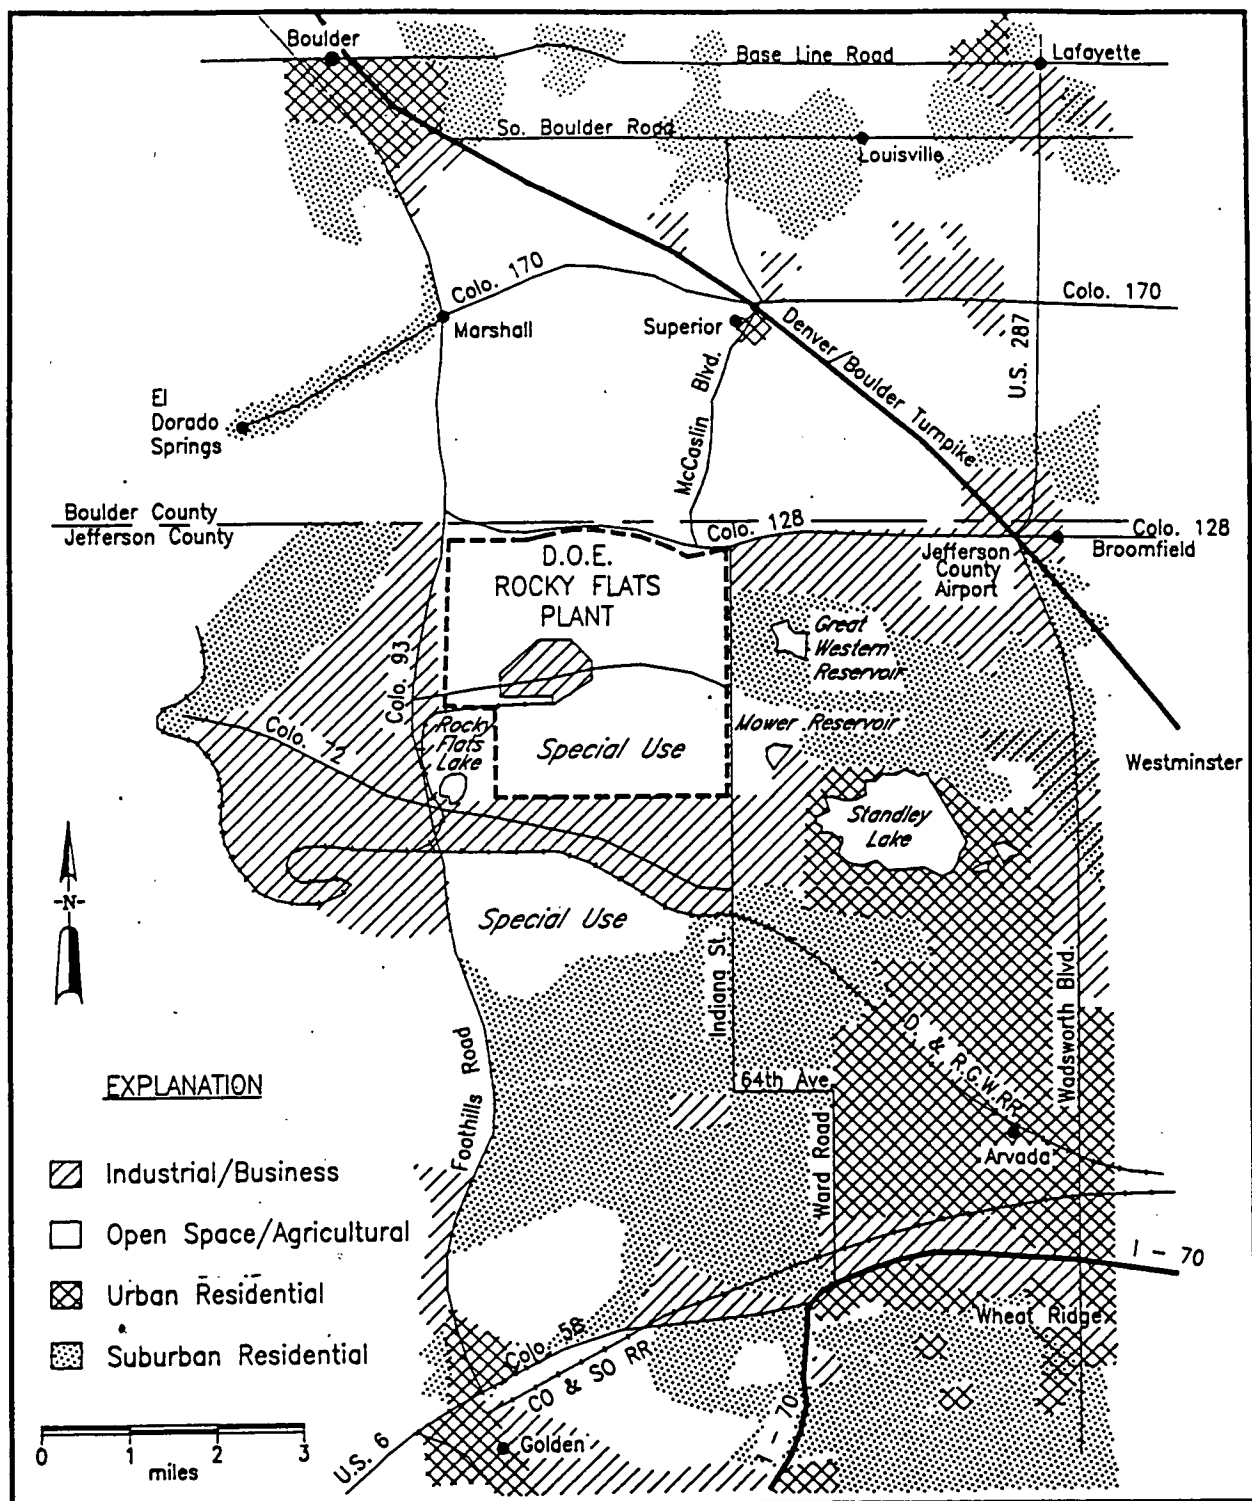 Boulder
Base Line Road
Lafayette
So. Boulder Road
Louisville
Colo. 170
Colo. 170
Marshall
Superior
Denver/Boulder Turnpike
U.S. 287
McCaslin Blvd.
El
Dorado
Springs
Boulder County
Jefferson County
Colo. 128
Colo. 128
Broomfield
Jefferson
County
Airport
D.O.E.
ROCKY FLATS
PLANT
Great
Western
Reservoir
Colo. 93
Colo. 72
Rocky
Flats
Lake
Special Use
Mower Reservoir
Westminster
Standley
Lake
-N-
Special Use
Indiana St.
Wadsworth Blvd.
D. & R.G.W.RR
64th Ave
Foothills Road
Ward Road
Arvada
EXPLANATION
Industrial/Business
Open Space/Agricultural
Urban Residential
Suburban Residential
I - 70
Wheat Ridge
Colo. 58
CO & SO RR
I - 70
U.S. 6
Golden
0 1 2 3
miles